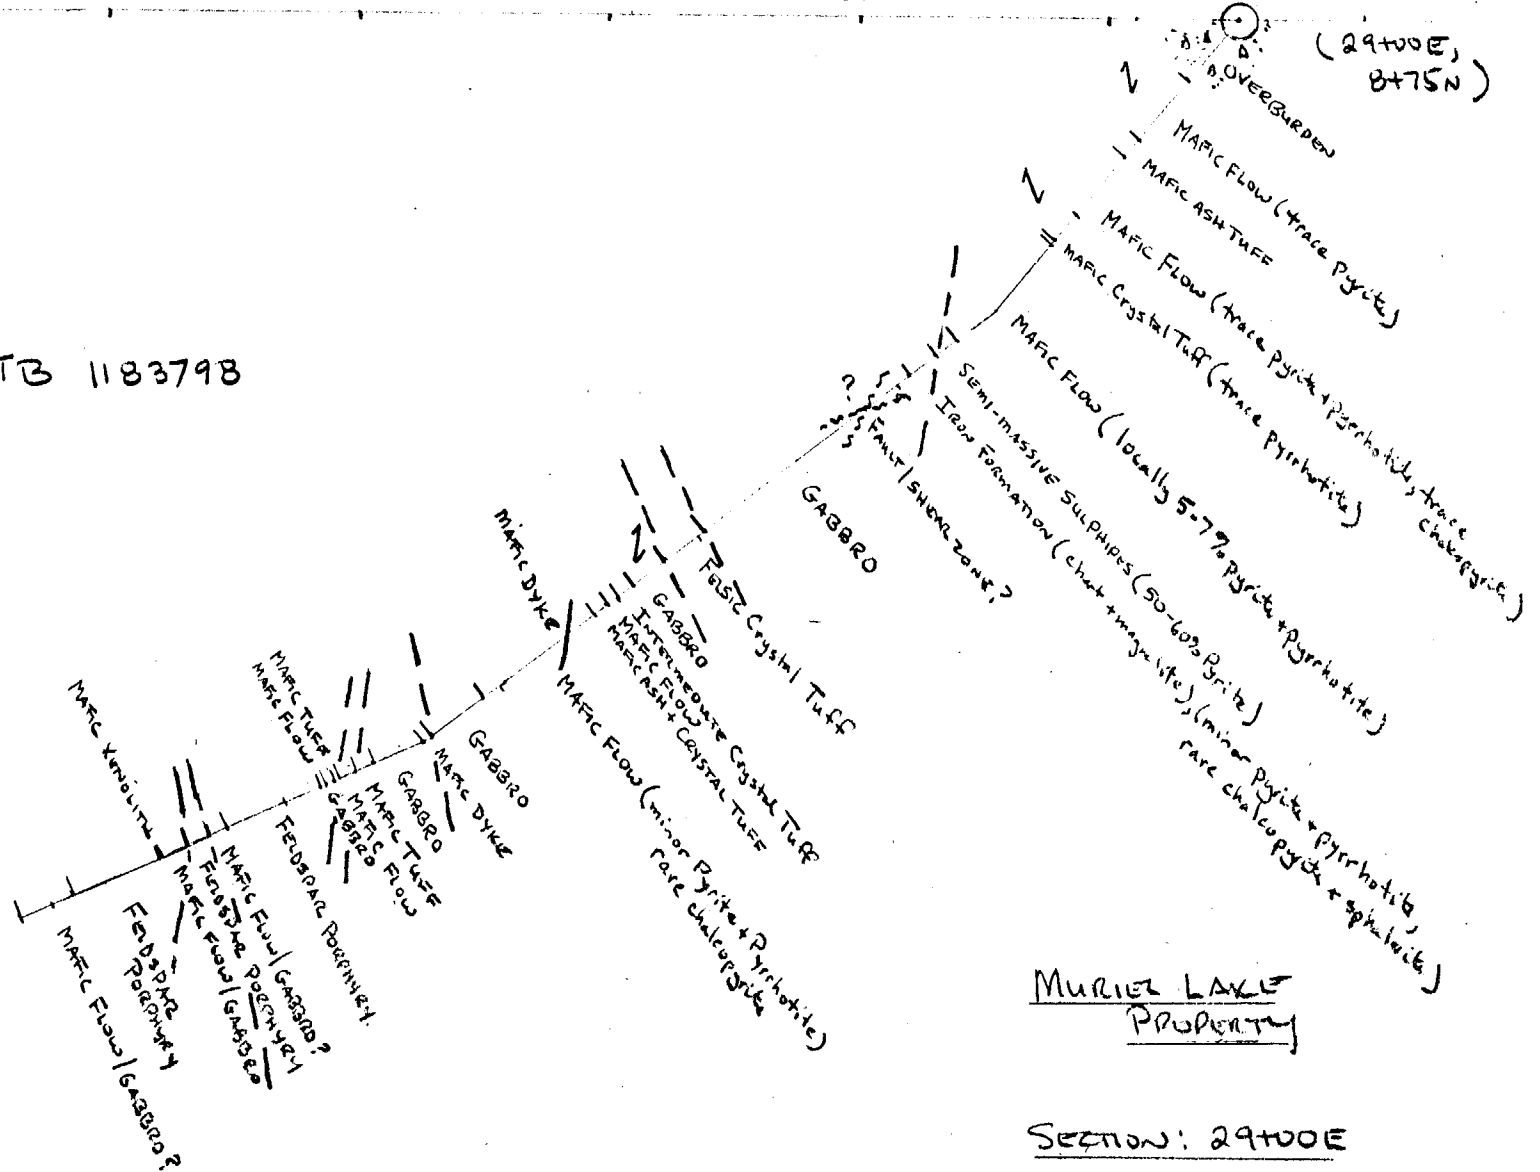 (29+00E,
8+75N)
OVERBURDEN
MAFIC FLOW (trace Pyrite)
MAFIC ASH TUFF
MAFIC FLOW (trace pyrite + pyrrhotite, trace
chalcopyrite)
MAFIC Crystal Tuff (trace pyrrhotite)
TB 1183798
MAFIC FLOW (locally 5-7% pyrite + pyrrhotite)
SEMI-MASSIVE SULPHIDES (50-60% Pyrite)
IRON FORMATION (chert + magnetite), (minor pyrite + pyrrhotite,
rare chalcopyrite + sphalerite)
?
FAULT/SHEAR ZONE?
GABBRO
FELSIC Crystal Tuff
GABBRO
INTERMEDIATE Crystal Tuff
MAFIC FLOW
MAFIC ASH + CRYSTAL TUFF
MAFIC DYKE
MAFIC FLOW (minor Pyrite + Pyrrhotite)
rare chalcopyrite
GABBRO
MAFIC DYKE
GABBRO
MAFIC TUFF
MAFIC FLOW
GABBRO
MAFIC TUFF
MAFIC FLOW
FELDSPAR PORPHYRY.
MAFIC FLOW/GABBRO?
FELDSPAR PORPHYRY
MAFIC FLOW/GABBRO
MAFIC XENOLITH
FELDSPAR
PORPHYRY
MAFIC FLOW/GABBRO?
MURIEL LAKE
PROPERTY
SECTION: 29+00E